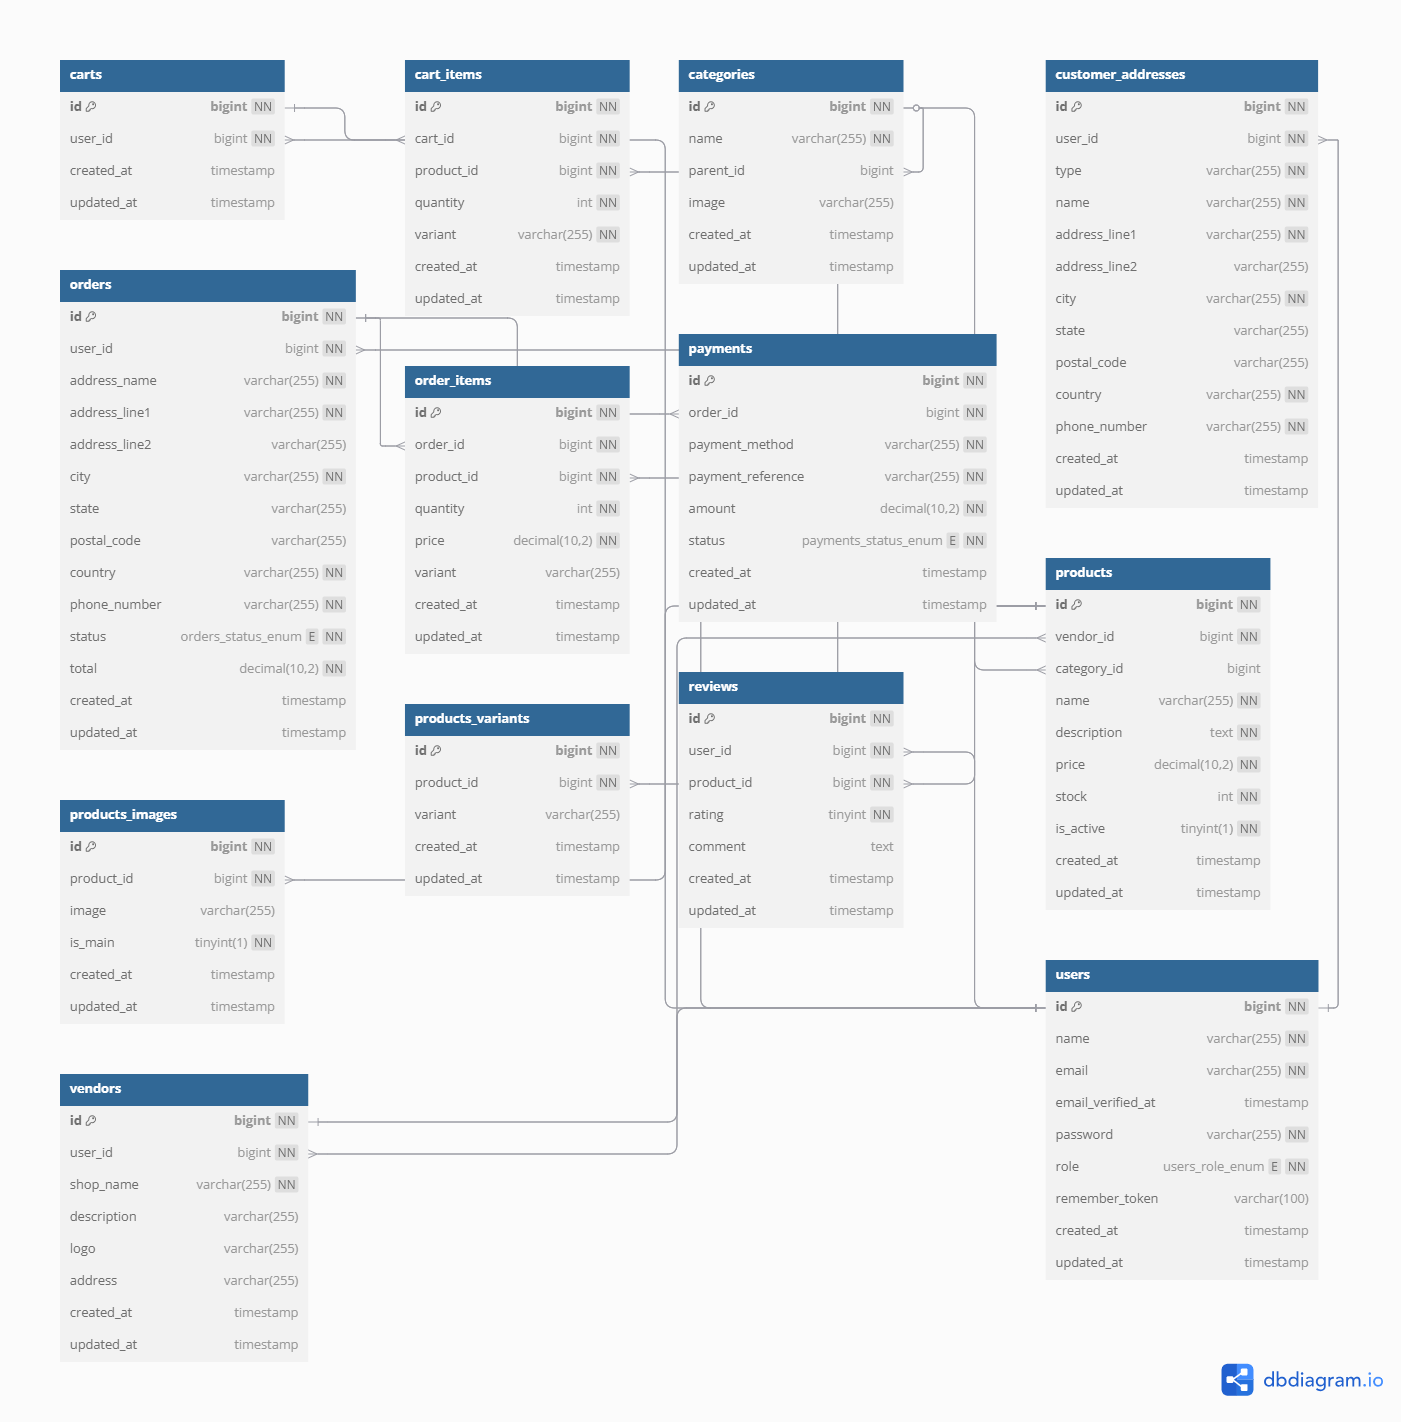 carts
id bigint NN
user_id bigint NN
created_at timestamp
updated_at timestamp
cart_items
id bigint NN
cart_id bigint NN
product_id bigint NN
quantity int NN
variant varchar(255) NN
created_at timestamp
updated_at timestamp
categories
id bigint NN
name varchar(255) NN
parent_id bigint
image varchar(255)
created_at timestamp
updated_at timestamp
customer_addresses
id bigint NN
user_id bigint NN
type varchar(255) NN
name varchar(255) NN
address_line1 varchar(255) NN
address_line2 varchar(255)
city varchar(255) NN
state varchar(255)
postal_code varchar(255)
country varchar(255) NN
phone_number varchar(255) NN
created_at timestamp
updated_at timestamp
orders
id bigint NN
user_id bigint NN
address_name varchar(255) NN
address_line1 varchar(255) NN
address_line2 varchar(255)
city varchar(255) NN
state varchar(255)
postal_code varchar(255)
country varchar(255) NN
phone_number varchar(255) NN
status orders_status_enum E NN
total decimal(10,2) NN
created_at timestamp
updated_at timestamp
order_items
id bigint NN
order_id bigint NN
product_id bigint NN
quantity int NN
price decimal(10,2) NN
variant varchar(255)
created_at timestamp
updated_at timestamp
payments
id bigint NN
order_id bigint NN
payment_method varchar(255) NN
payment_reference varchar(255) NN
amount decimal(10,2) NN
status payments_status_enum E NN
created_at timestamp
updated_at timestamp
products
id bigint NN
vendor_id bigint NN
category_id bigint
name varchar(255) NN
description text NN
price decimal(10,2) NN
stock int NN
is_active tinyint(1) NN
created_at timestamp
updated_at timestamp
products_variants
id bigint NN
product_id bigint NN
variant varchar(255)
created_at timestamp
updated_at timestamp
reviews
id bigint NN
user_id bigint NN
product_id bigint NN
rating tinyint NN
comment text
created_at timestamp
updated_at timestamp
products_images
id bigint NN
product_id bigint NN
image varchar(255)
is_main tinyint(1) NN
created_at timestamp
updated_at timestamp
users
id bigint NN
name varchar(255) NN
email varchar(255) NN
email_verified_at timestamp
password varchar(255) NN
role users_role_enum E NN
remember_token varchar(100)
created_at timestamp
updated_at timestamp
vendors
id bigint NN
user_id bigint NN
shop_name varchar(255) NN
description varchar(255)
logo varchar(255)
address varchar(255)
created_at timestamp
updated_at timestamp
dbdiagram.io